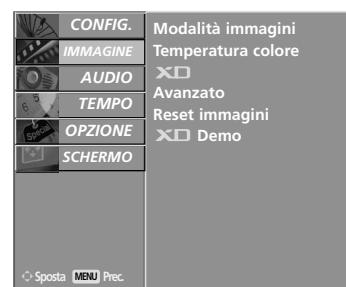 CONFIG.
IMMAGINE
AUDIO
TEMPO
OPZIONE
SCHERMO
Modalità immagini
Temperatura colore
XD
Avanzato
Reset immagini
XD Demo
Sposta MENU Prec.